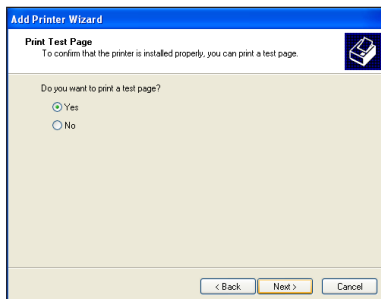 Add Printer Wizard
Print Test Page
To confirm that the printer is installed properly, you can print a test page.
Do you want to print a test page?
Yes
No
< Back
Next >
Cancel